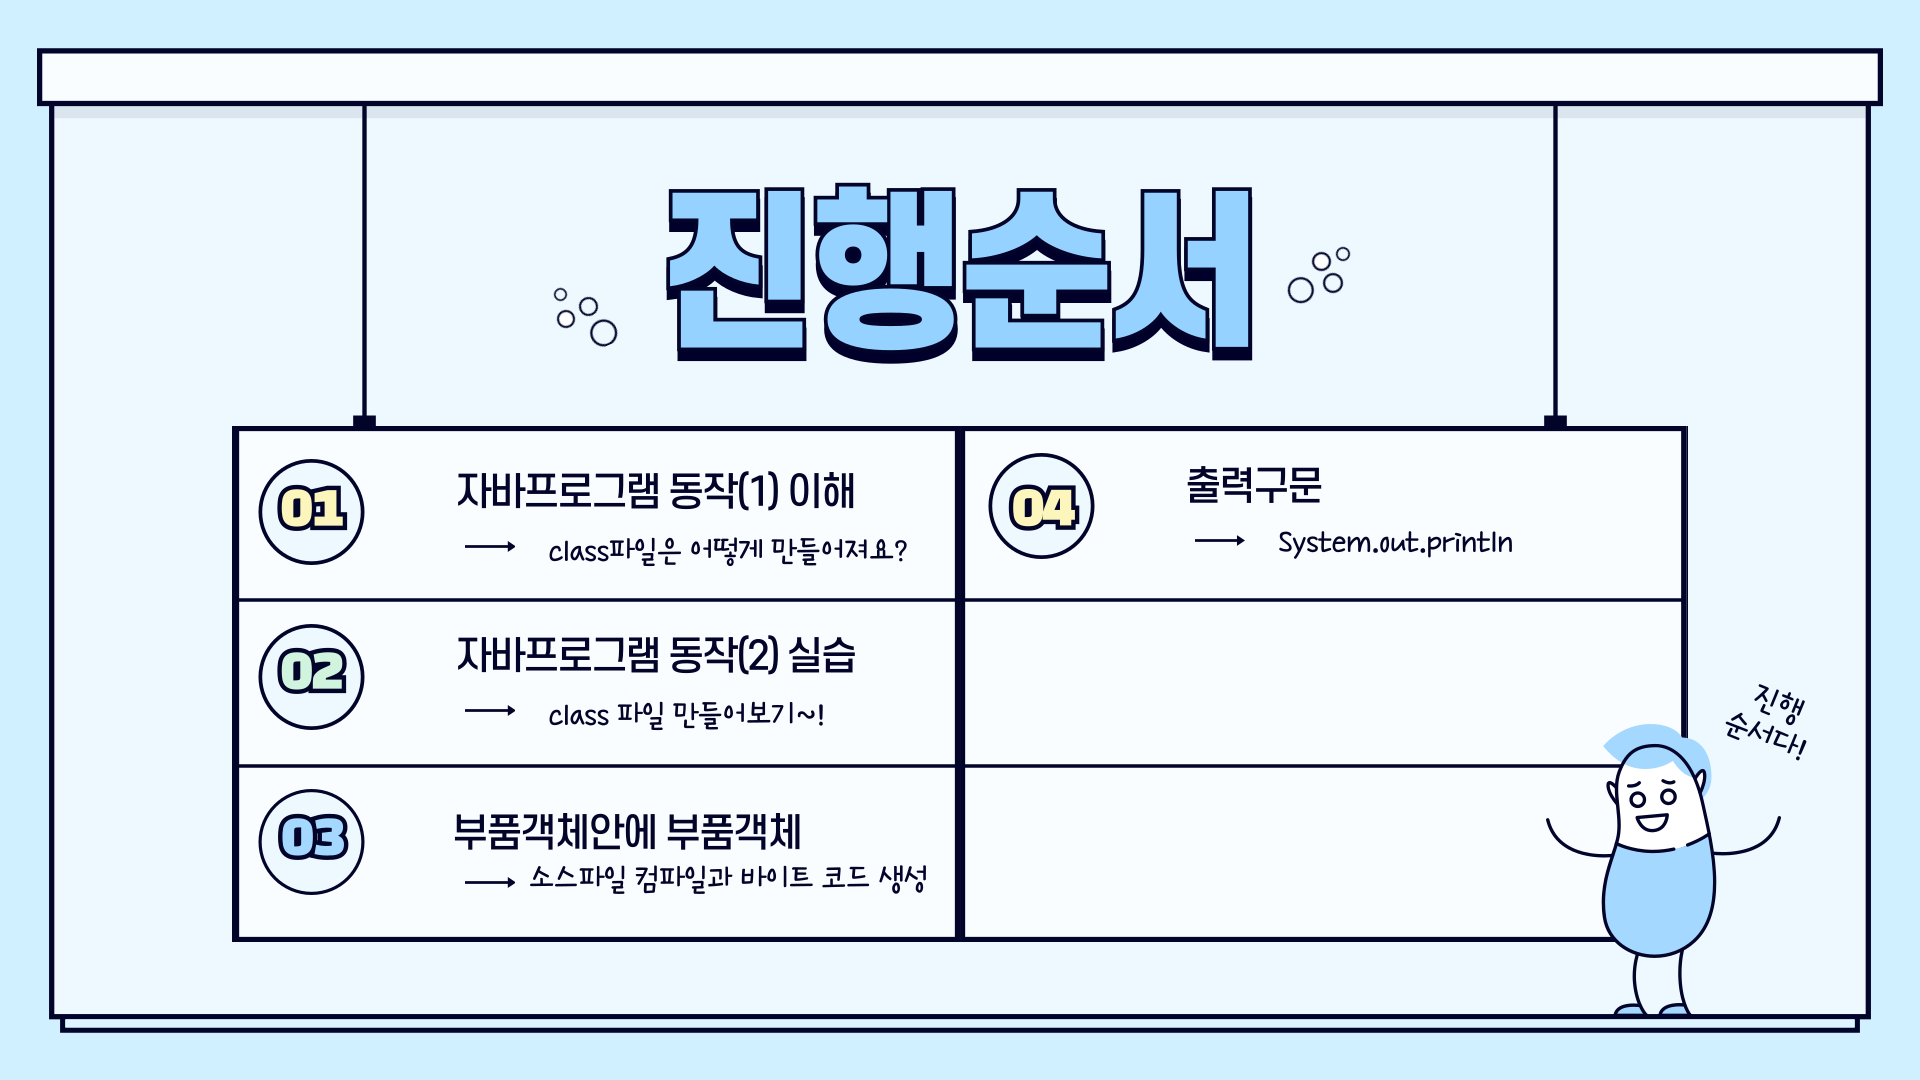 진행순서
01
자바프로그램 동작(1) 이해
class파일은 어떻게 만들어져요?
02
자바프로그램 동작(2) 실습
class 파일 만들어보기~!
03
부품객체안에 부품객체
소스파일 컴파일과 바이트 코드 생성
04
출력구문
System.out.println
진행
순서다!